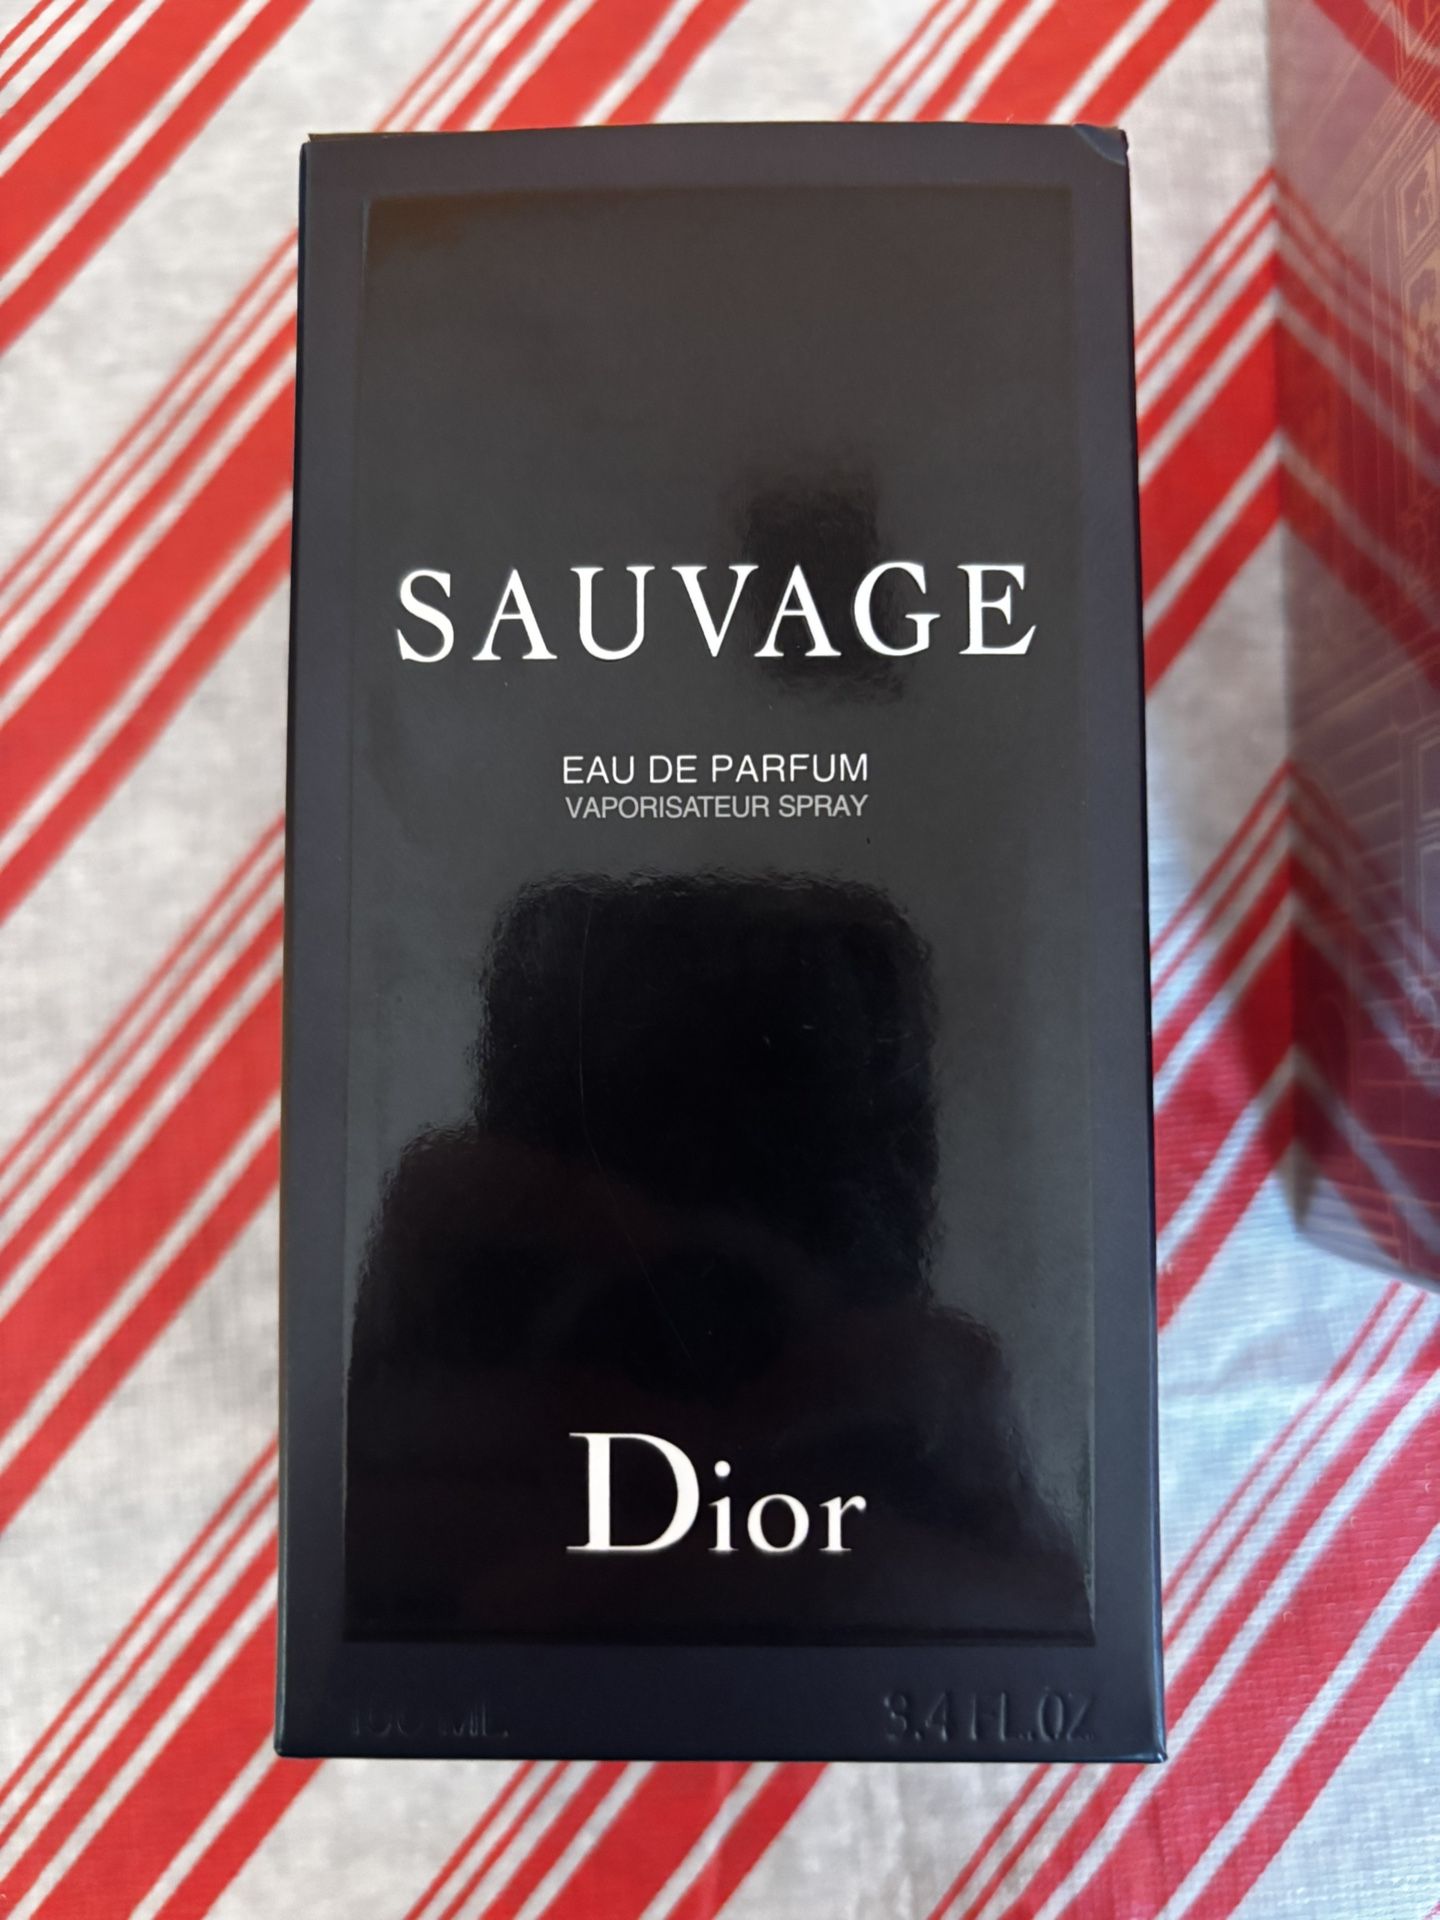 SAUVAGE
EAU DE PARFUM
VAPORISATEUR SPRAY
Dior
100 ML 3.4 FL.OZ.